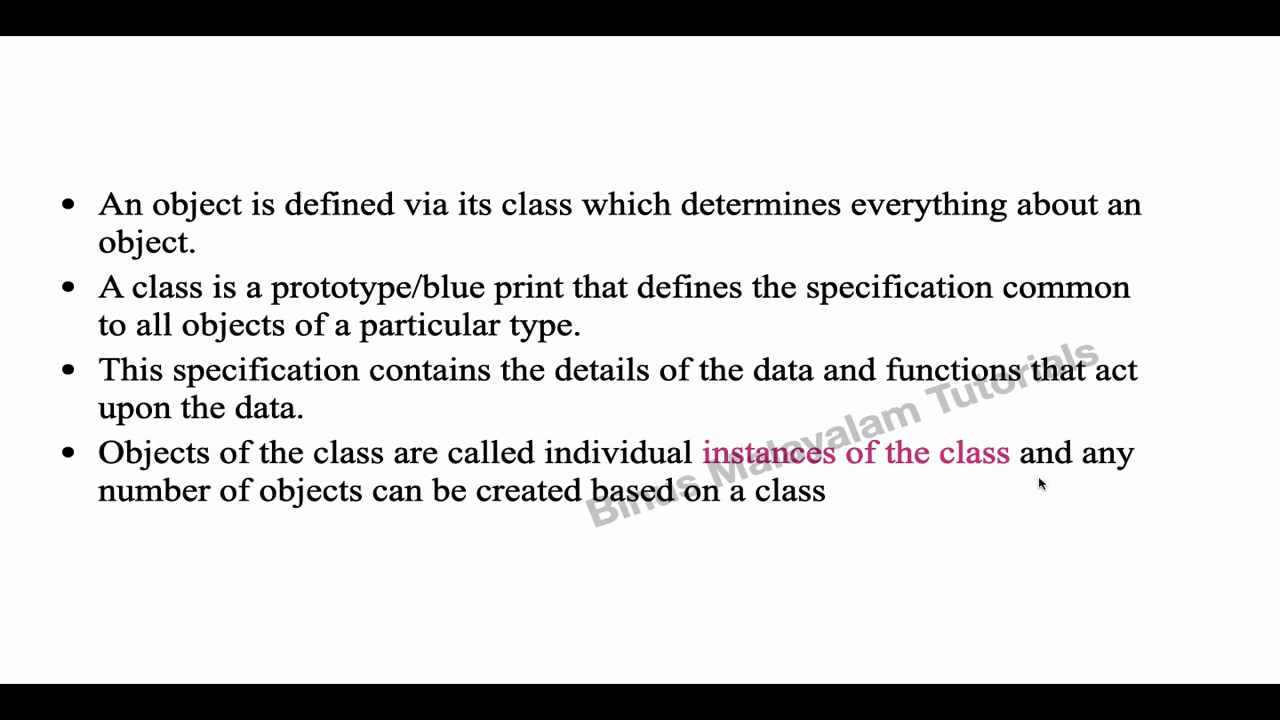 • An object is defined via its class which determines everything about an
object.
• A class is a prototype/blue print that defines the specification common
to all objects of a particular type.
• This specification contains the details of the data and functions that act
upon the data.
• Objects of the class are called individual instances of the class and any
number of objects can be created based on a class
Binus Malayalam Tutorials